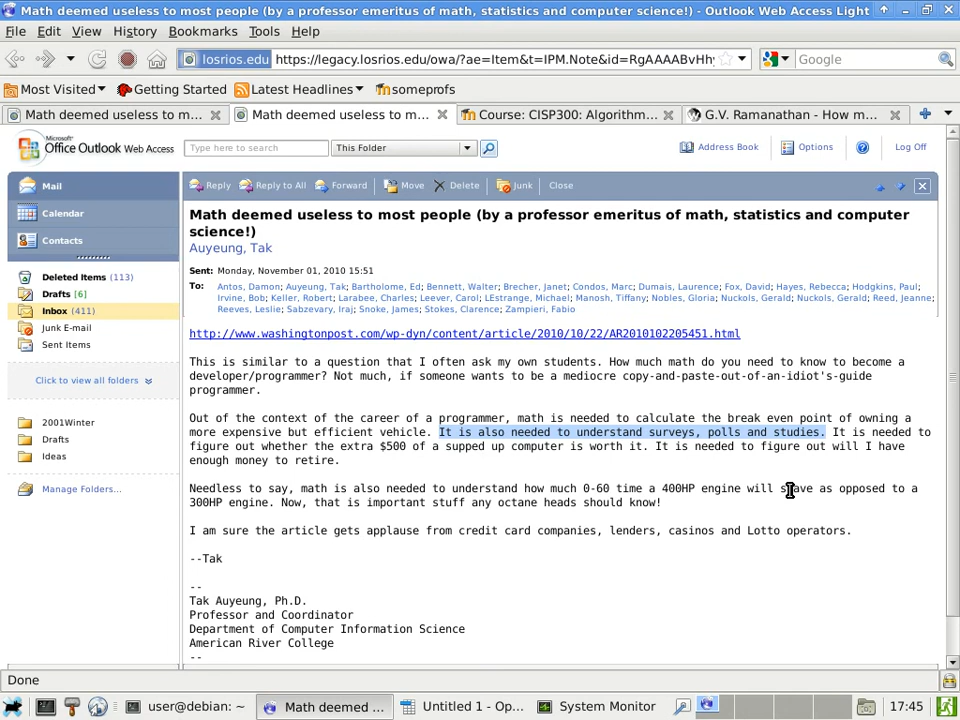 Math deemed useless to most people (by a professor emeritus of math, statistics and computer science!) - Outlook Web Access Light
File Edit View History Bookmarks Tools Help
losrios.edu https://legacy.losrios.edu/owa/?ae=Item&t=IPM.Note&id=RgAAAABvHh Google
Most Visited Getting Started Latest Headlines someprofs
Math deemed useless to m... Math deemed useless to m... Course: CISP300: Algorithm... G.V. Ramanathan - How m...
Microsoft Office Outlook Web Access Type here to search This Folder Address Book Options Log Off
Mail
Calendar
Contacts
Deleted Items (113)
Drafts [6]
Inbox (411)
Junk E-mail
Sent Items
Click to view all folders
2001Winter
Drafts
Ideas
Manage Folders...
Reply Reply to All Forward Move Delete Junk Close
Math deemed useless to most people (by a professor emeritus of math, statistics and computer
science!)
Auyeung, Tak
Sent: Monday, November 01, 2010 15:51
To: Antos, Damon; Auyeung, Tak; Bartholome, Ed; Bennett, Walter; Brecher, Janet; Condos, Marc; Dumais, Laurence; Fox, David; Hayes, Rebecca; Hodgkins, Paul;
Irvine, Bob; Keller, Robert; Larabee, Charles; Leever, Carol; LEstrange, Michael; Manosh, Tiffany; Nobles, Gloria; Nuckols, Gerald; Nuckols, Gerald; Reed, Jeanne;
Reeves, Leslie; Sabzevary, Iraj; Snoke, James; Stokes, Clarence; Zampieri, Fabio
http://www.washingtonpost.com/wp-dyn/content/article/2010/10/22/AR2010102205451.html
This is similar to a question that I often ask my own students. How much math do you need to know to become a
developer/programmer? Not much, if someone wants to be a mediocre copy-and-paste-out-of-an-idiot's-guide
programmer.
Out of the context of the career of a programmer, math is needed to calculate the break even point of owning a
more expensive but efficient vehicle. It is also needed to understand surveys, polls and studies. It is needed to
figure out whether the extra $500 of a supped up computer is worth it. It is needed to figure out will I have
enough money to retire.
Needless to say, math is also needed to understand how much 0-60 time a 400HP engine will shave as opposed to a
300HP engine. Now, that is important stuff any octane heads should know!
I am sure the article gets applause from credit card companies, lenders, casinos and Lotto operators.
--Tak
--
Tak Auyeung, Ph.D.
Professor and Coordinator
Department of Computer Information Science
American River College
--
Done
user@debian: ~ Math deemed ... Untitled 1 - Op... System Monitor 17:45